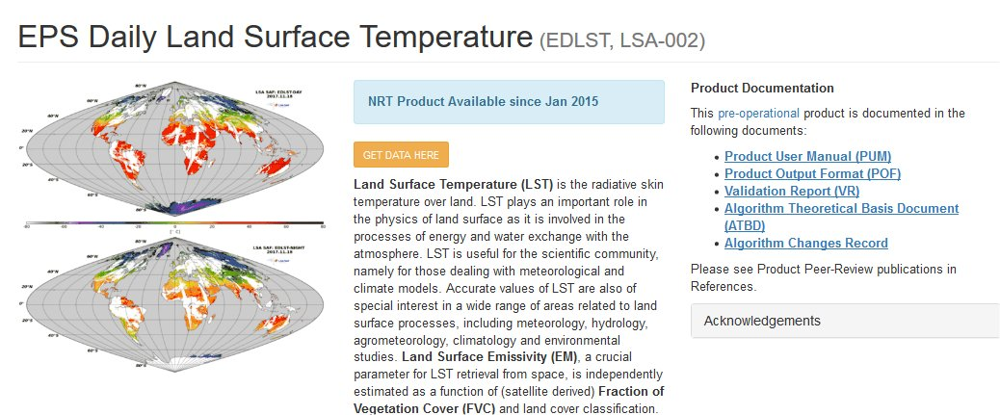 EPS Daily Land Surface Temperature (EDLST, LSA-002)
LSA SAF: EDLST-DAY
2017.11.18
80°N
60°N
20°N
0°
20°S
60°S
80°S
-80
-60
-40
-20
0
20
40
60
80
[°C]
LSA SAF: EDLST-NIGHT
2017.11.18
80°N
60°N
20°N
0°
20°S
60°S
80°S
NRT Product Available since Jan 2015
GET DATA HERE
Land Surface Temperature (LST) is the radiative skin
temperature over land. LST plays an important role in
the physics of land surface as it is involved in the
processes of energy and water exchange with the
atmosphere. LST is useful for the scientific community,
namely for those dealing with meteorological and
climate models. Accurate values of LST are also of
special interest in a wide range of areas related to land
surface processes, including meteorology, hydrology,
agrometeorology, climatology and environmental
studies. Land Surface Emissivity (EM), a crucial
parameter for LST retrieval from space, is independently
estimated as a function of (satellite derived) Fraction of
Vegetation Cover (FVC) and land cover classification.
Product Documentation
This pre-operational product is documented in the
following documents:
• Product User Manual (PUM)
• Product Output Format (POF)
• Validation Report (VR)
• Algorithm Theoretical Basis Document
(ATBD)
• Algorithm Changes Record
Please see Product Peer-Review publications in
References.
Acknowledgements